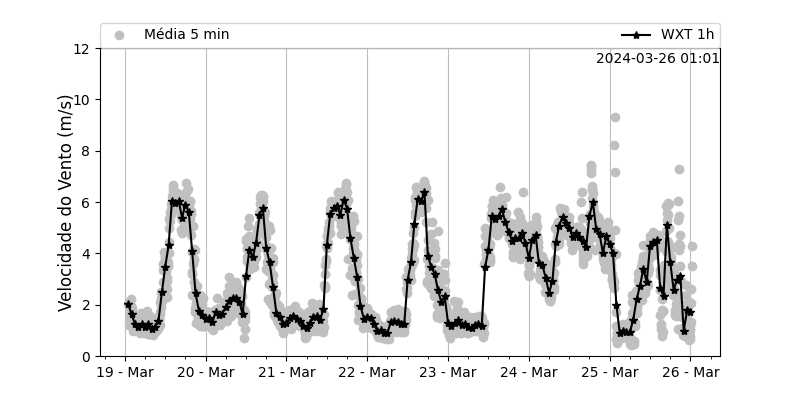 Média 5 min
WXT 1h
2024-03-26 01:01
Velocidade do Vento (m/s)
12
10
8
6
4
2
0
19 - Mar 20 - Mar 21 - Mar 22 - Mar 23 - Mar 24 - Mar 25 - Mar 26 - Mar